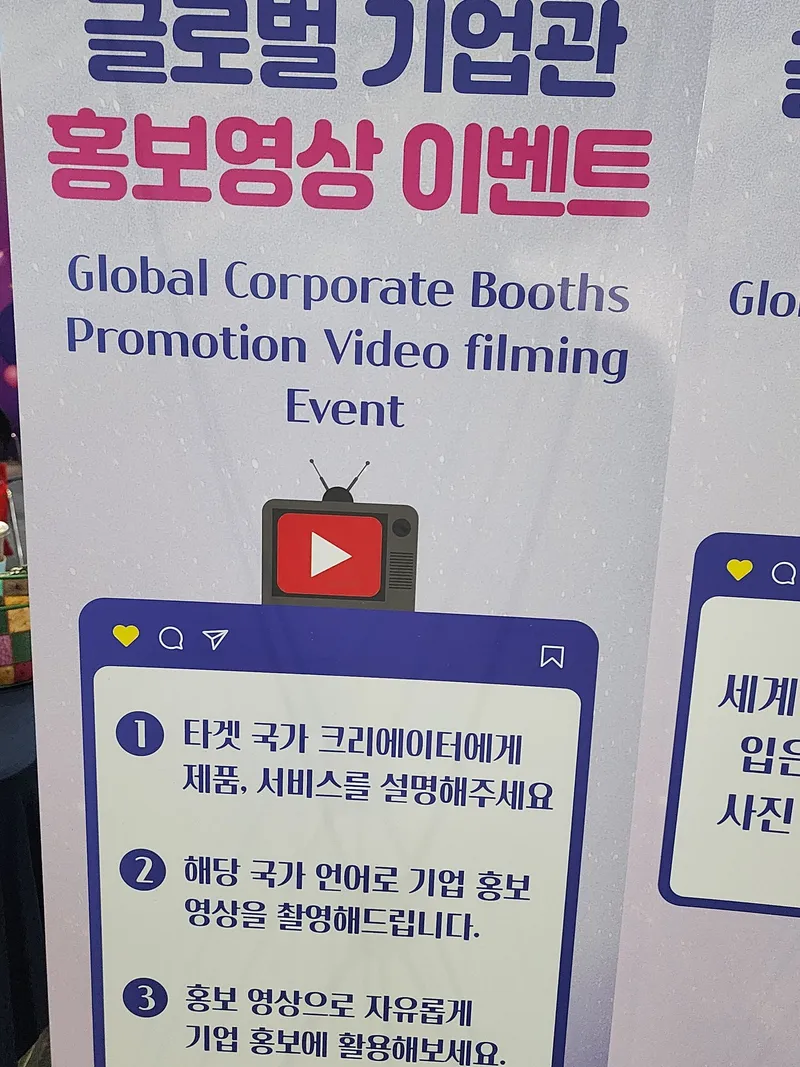 글로벌 기업관
홍보영상 이벤트
Global Corporate Booths
Promotion Video filming
Event
1 타겟 국가 크리에이터에게
제품, 서비스를 설명해주세요
2 해당 국가 언어로 기업 홍보
영상을 촬영해드립니다.
3 홍보 영상으로 자유롭게
기업 홍보에 활용해보세요.
Glo
세계
입은
사진